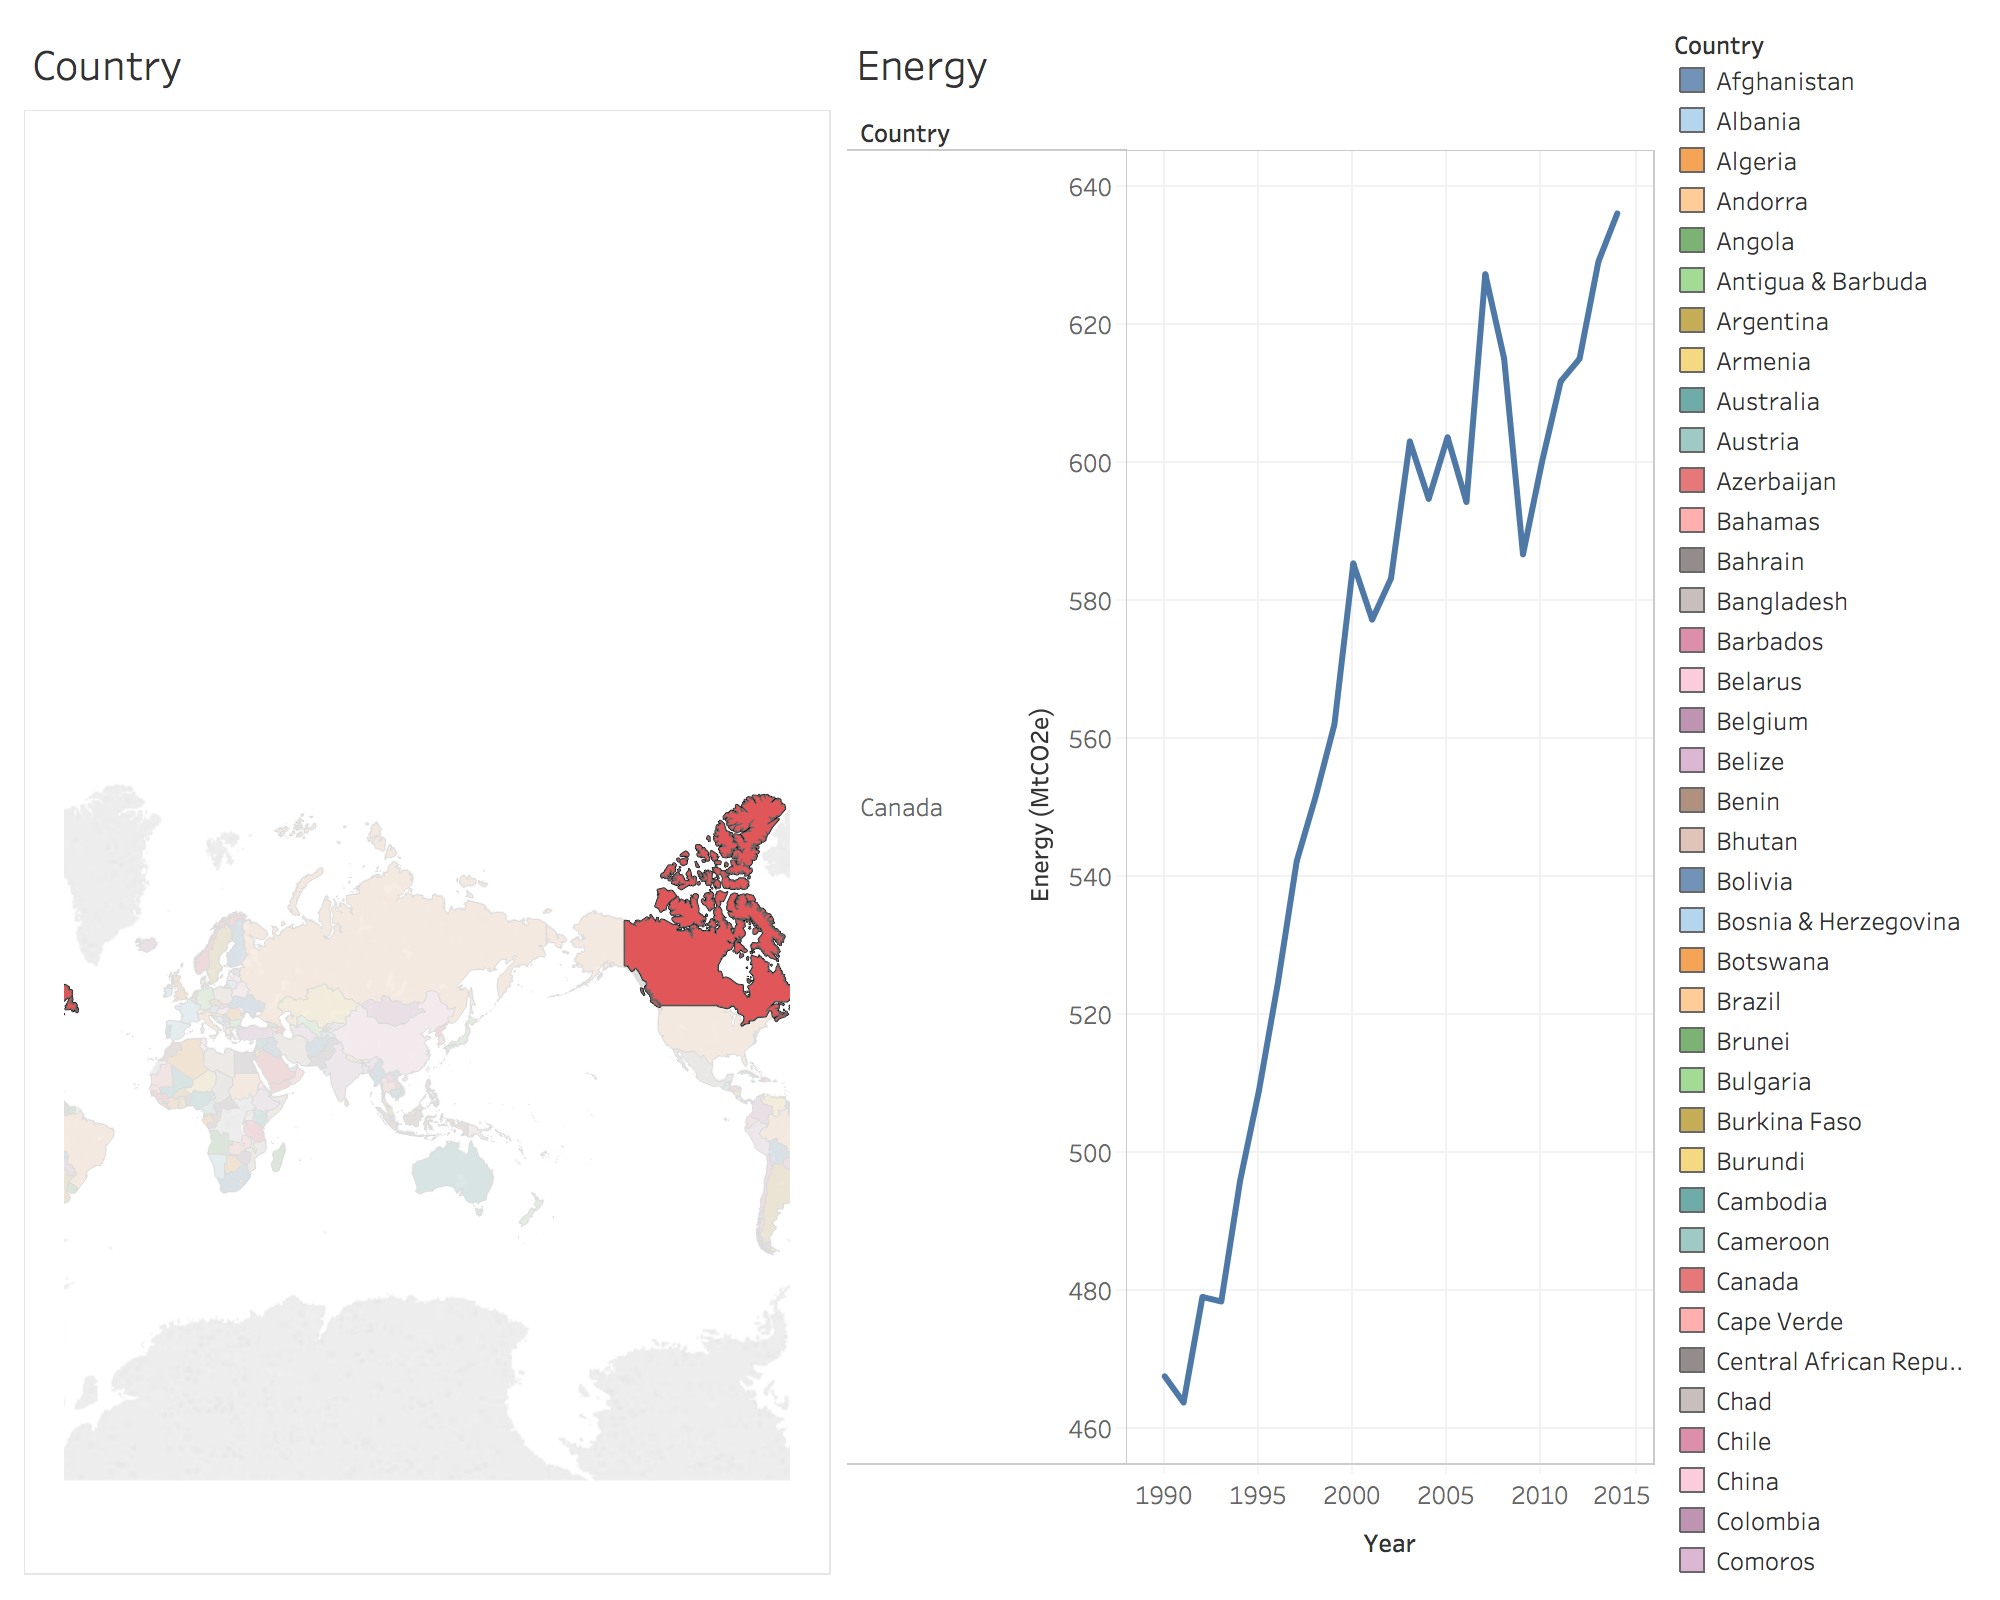 Country
Energy
Country
640
620
600
580
560
540
520
500
480
460
Energy (MtCO2e)
Canada
1990 1995 2000 2005 2010 2015
Year
Country
Afghanistan
Albania
Algeria
Andorra
Angola
Antigua & Barbuda
Argentina
Armenia
Australia
Austria
Azerbaijan
Bahamas
Bahrain
Bangladesh
Barbados
Belarus
Belgium
Belize
Benin
Bhutan
Bolivia
Bosnia & Herzegovina
Botswana
Brazil
Brunei
Bulgaria
Burkina Faso
Burundi
Cambodia
Cameroon
Canada
Cape Verde
Central African Repu..
Chad
Chile
China
Colombia
Comoros